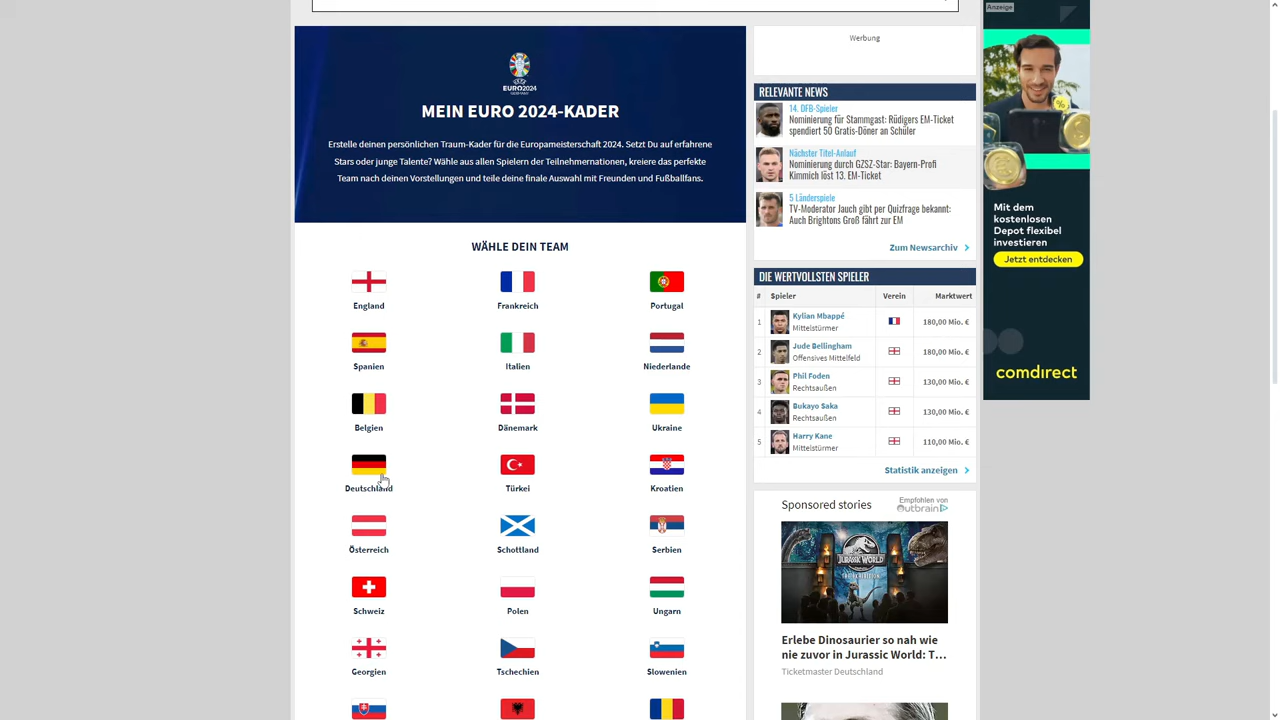 UEFA
EURO2024
GERMANY
MEIN EURO 2024-KADER
Erstelle deinen persönlichen Traum-Kader für die Europameisterschaft 2024. Setzt Du auf erfahrene
Stars oder junge Talente? Wähle aus allen Spielern der Teilnehmernationen, kreiere das perfekte
Team nach deinen Vorstellungen und teile deine finale Auswahl mit Freunden und Fußballfans.
WÄHLE DEIN TEAM
England
Frankreich
Portugal
Spanien
Italien
Niederlande
Belgien
Dänemark
Ukraine
Deutschland
Türkei
Kroatien
Österreich
Schottland
Serbien
Schweiz
Polen
Ungarn
Georgien
Tschechien
Slowenien
Werbung
RELEVANTE NEWS
14. DFB-Spieler
Nominierung für Stammgast: Rüdigers EM-Ticket
spendiert 50 Gratis-Döner an Schüler
Nächster Titel-Anlauf
Nominierung durch GZSZ-Star: Bayern-Profi
Kimmich löst 13. EM-Ticket
5 Länderspiele
TV-Moderator Jauch gibt per Quizfrage bekannt:
Auch Brightons Groß fährt zur EM
Zum Newsarchiv
DIE WERTVOLLSTEN SPIELER
# Spieler Verein Marktwert
1 Kylian Mbappé 180,00 Mio. €
Mittelstürmer
2 Jude Bellingham 180,00 Mio. €
Offensives Mittelfeld
3 Phil Foden 130,00 Mio. €
Rechtsaußen
4 Bukayo Saka 130,00 Mio. €
Rechtsaußen
5 Harry Kane 110,00 Mio. €
Mittelstürmer
Statistik anzeigen
Sponsored stories
Empfohlen von
Outbrain
JURASSIC WORLD
Erlebe Dinosaurier so nah wie
nie zuvor in Jurassic World: T…
Ticketmaster Deutschland
Anzeige
%
Mit dem
kostenlosen
Depot flexibel
investieren
Jetzt entdecken
comdirect